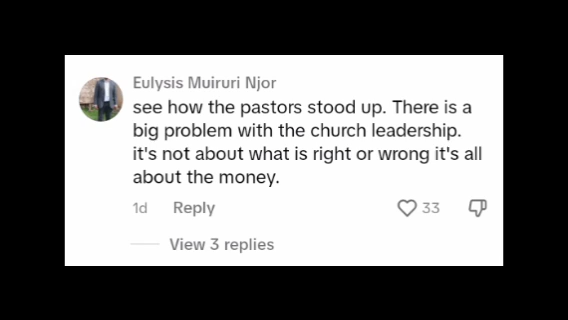 Eulysis Muiruri Njor
see how the pastors stood up. There is a
big problem with the church leadership.
it's not about what is right or wrong it's all
about the money.
1d Reply 33
View 3 replies